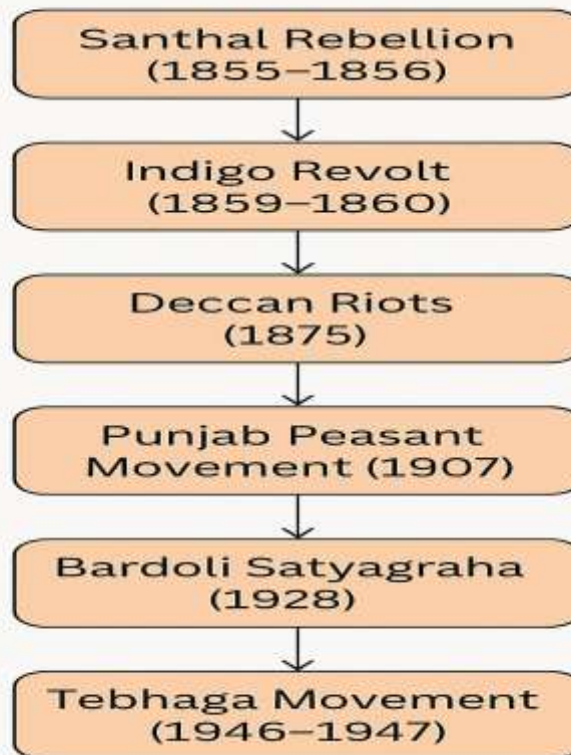 Santhal Rebellion
(1855–1856)
Indigo Revolt
(1859–1860)
Deccan Riots
(1875)
Punjab Peasant
Movement (1907)
Bardoli Satyagraha
(1928)
Tebhaga Movement
(1946–1947)